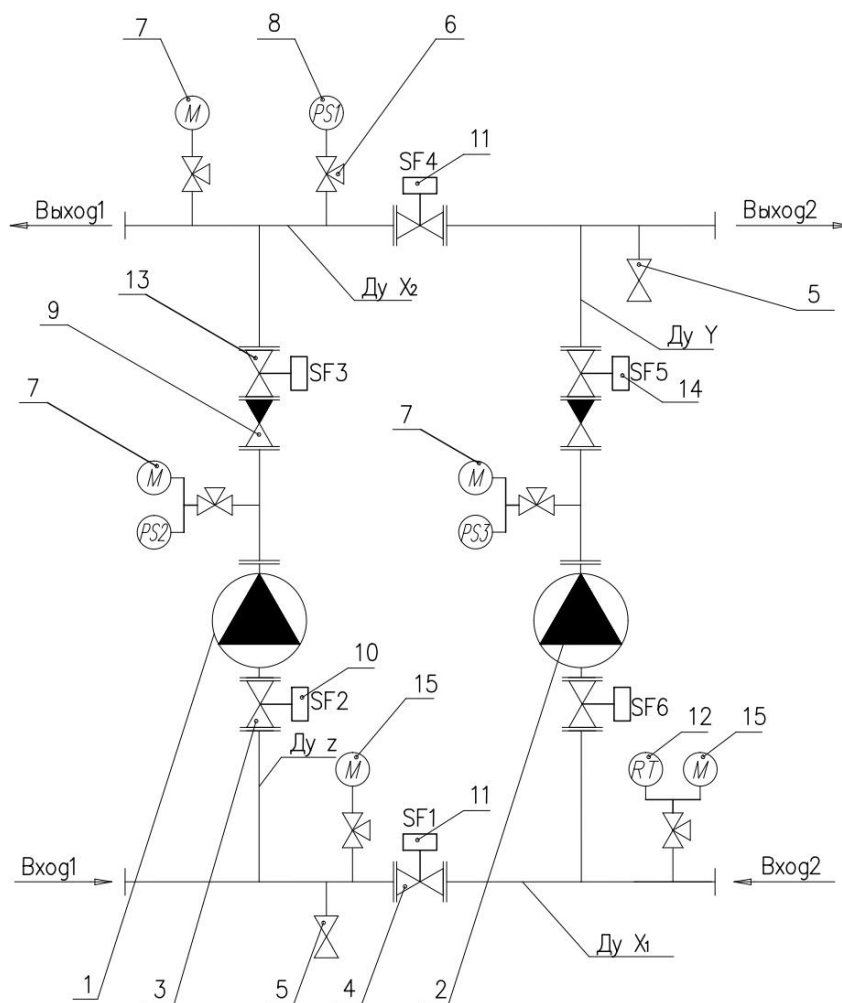 7
8
6
M
PS1
11
SF4
Выход1
Выход2
Ду X2
5
13
9
Ду Y
SF3
SF5
14
7
7
M
M
PS2
PS3
10
15
SF2
SF6
12
15
Ду z
M
RT
M
SF1
11
Вход1
Вход2
Ду X1
1
3
5
4
2